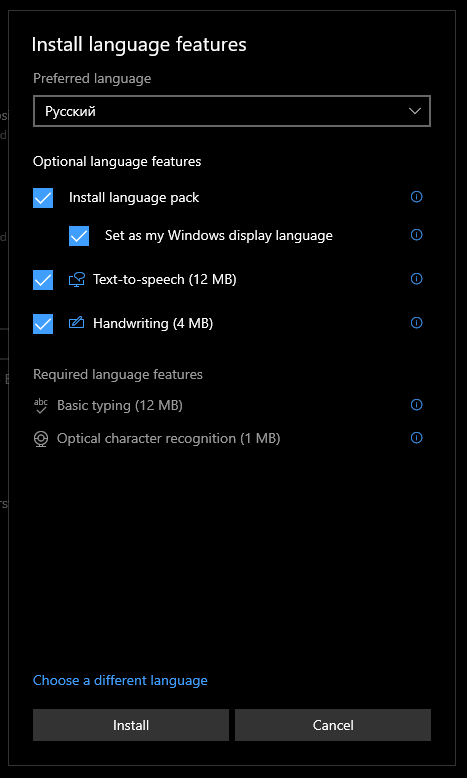 Install language features
Preferred language
Русский
Optional language features
Install language pack
Set as my Windows display language
Text-to-speech (12 MB)
Handwriting (4 MB)
Required language features
abc
Basic typing (12 MB)
Optical character recognition (1 MB)
Choose a different language
Install
Cancel